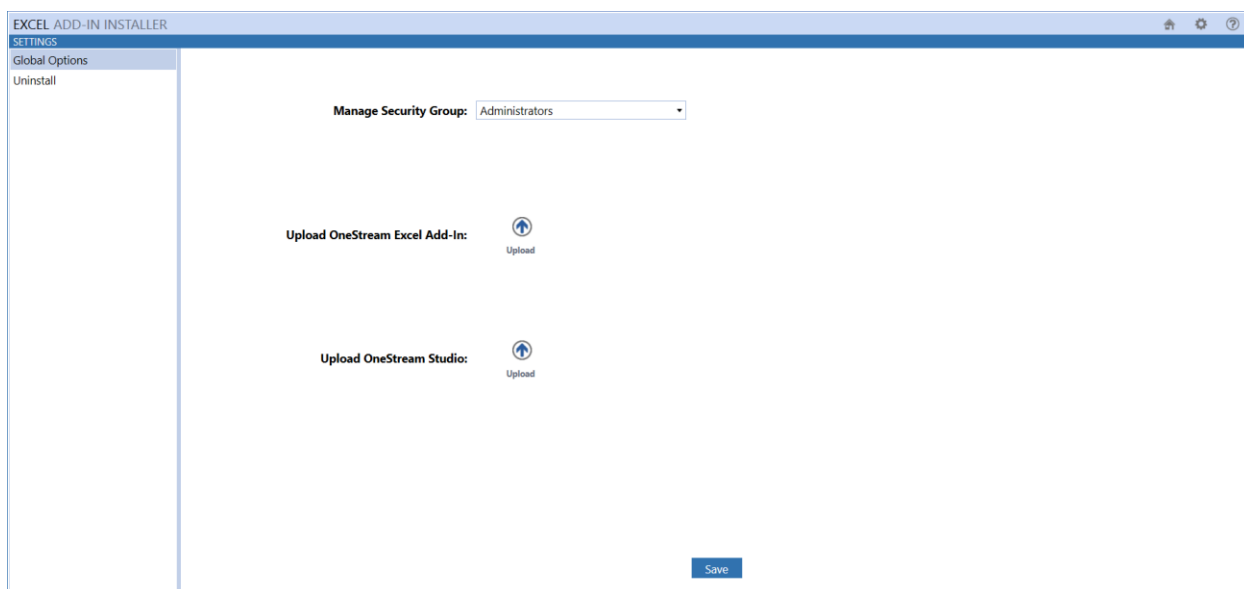 EXCEL ADD-IN INSTALLER
SETTINGS
Global Options
Uninstall
Manage Security Group: Administrators
Upload OneStream Excel Add-In:
Upload
Upload OneStream Studio:
Upload
Save